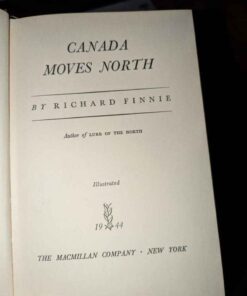 CANADA
MOVES NORTH
BY RICHARD FINNIE
Author of LURE OF THE NORTH
Illustrated
19 44
THE MACMILLAN COMPANY · NEW YORK